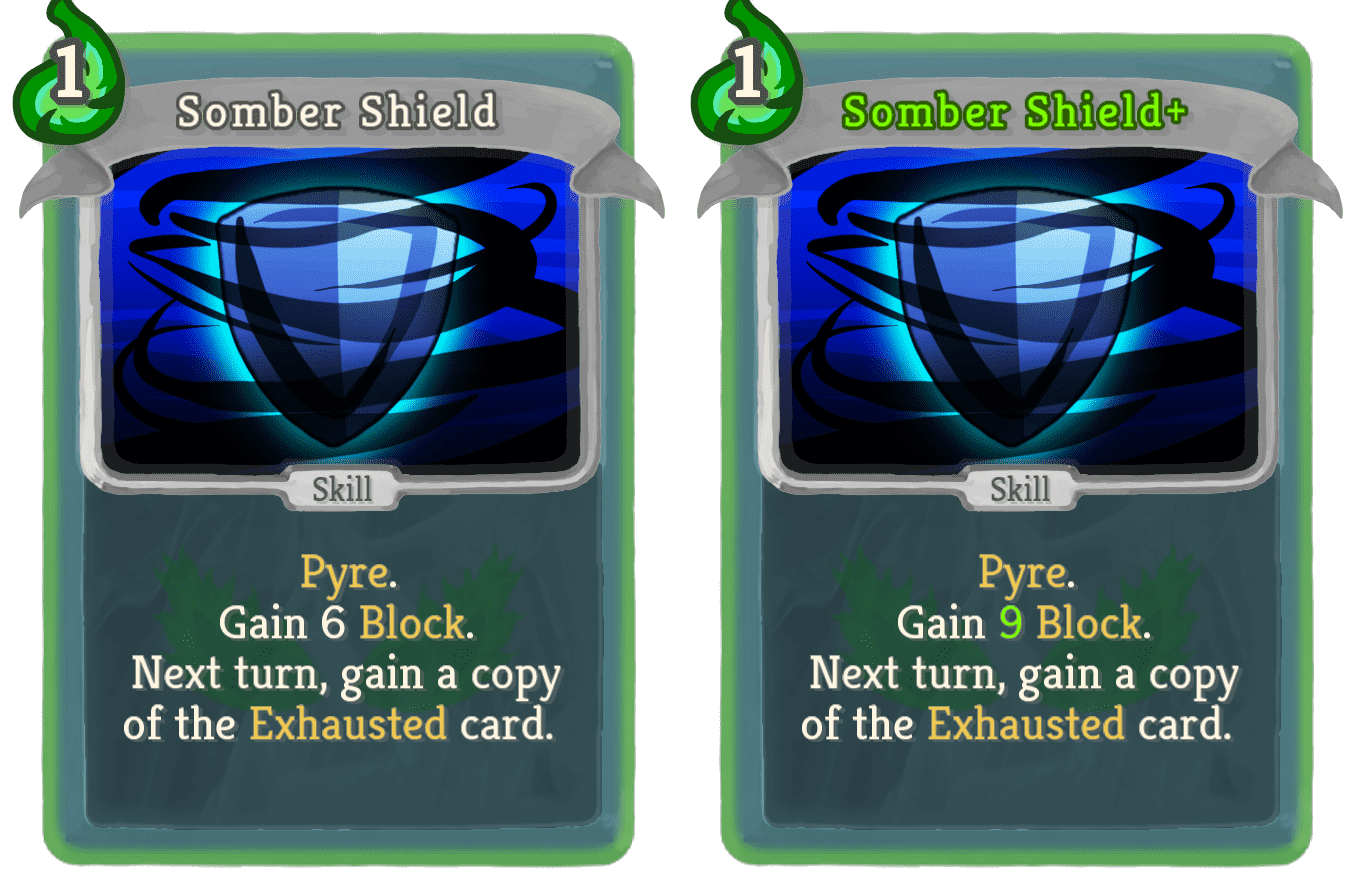 1
Somber Shield
Skill
Pyre.
Gain 6 Block.
Next turn, gain a copy
of the Exhausted card.
1
Somber Shield+
Skill
Pyre.
Gain 9 Block.
Next turn, gain a copy
of the Exhausted card.